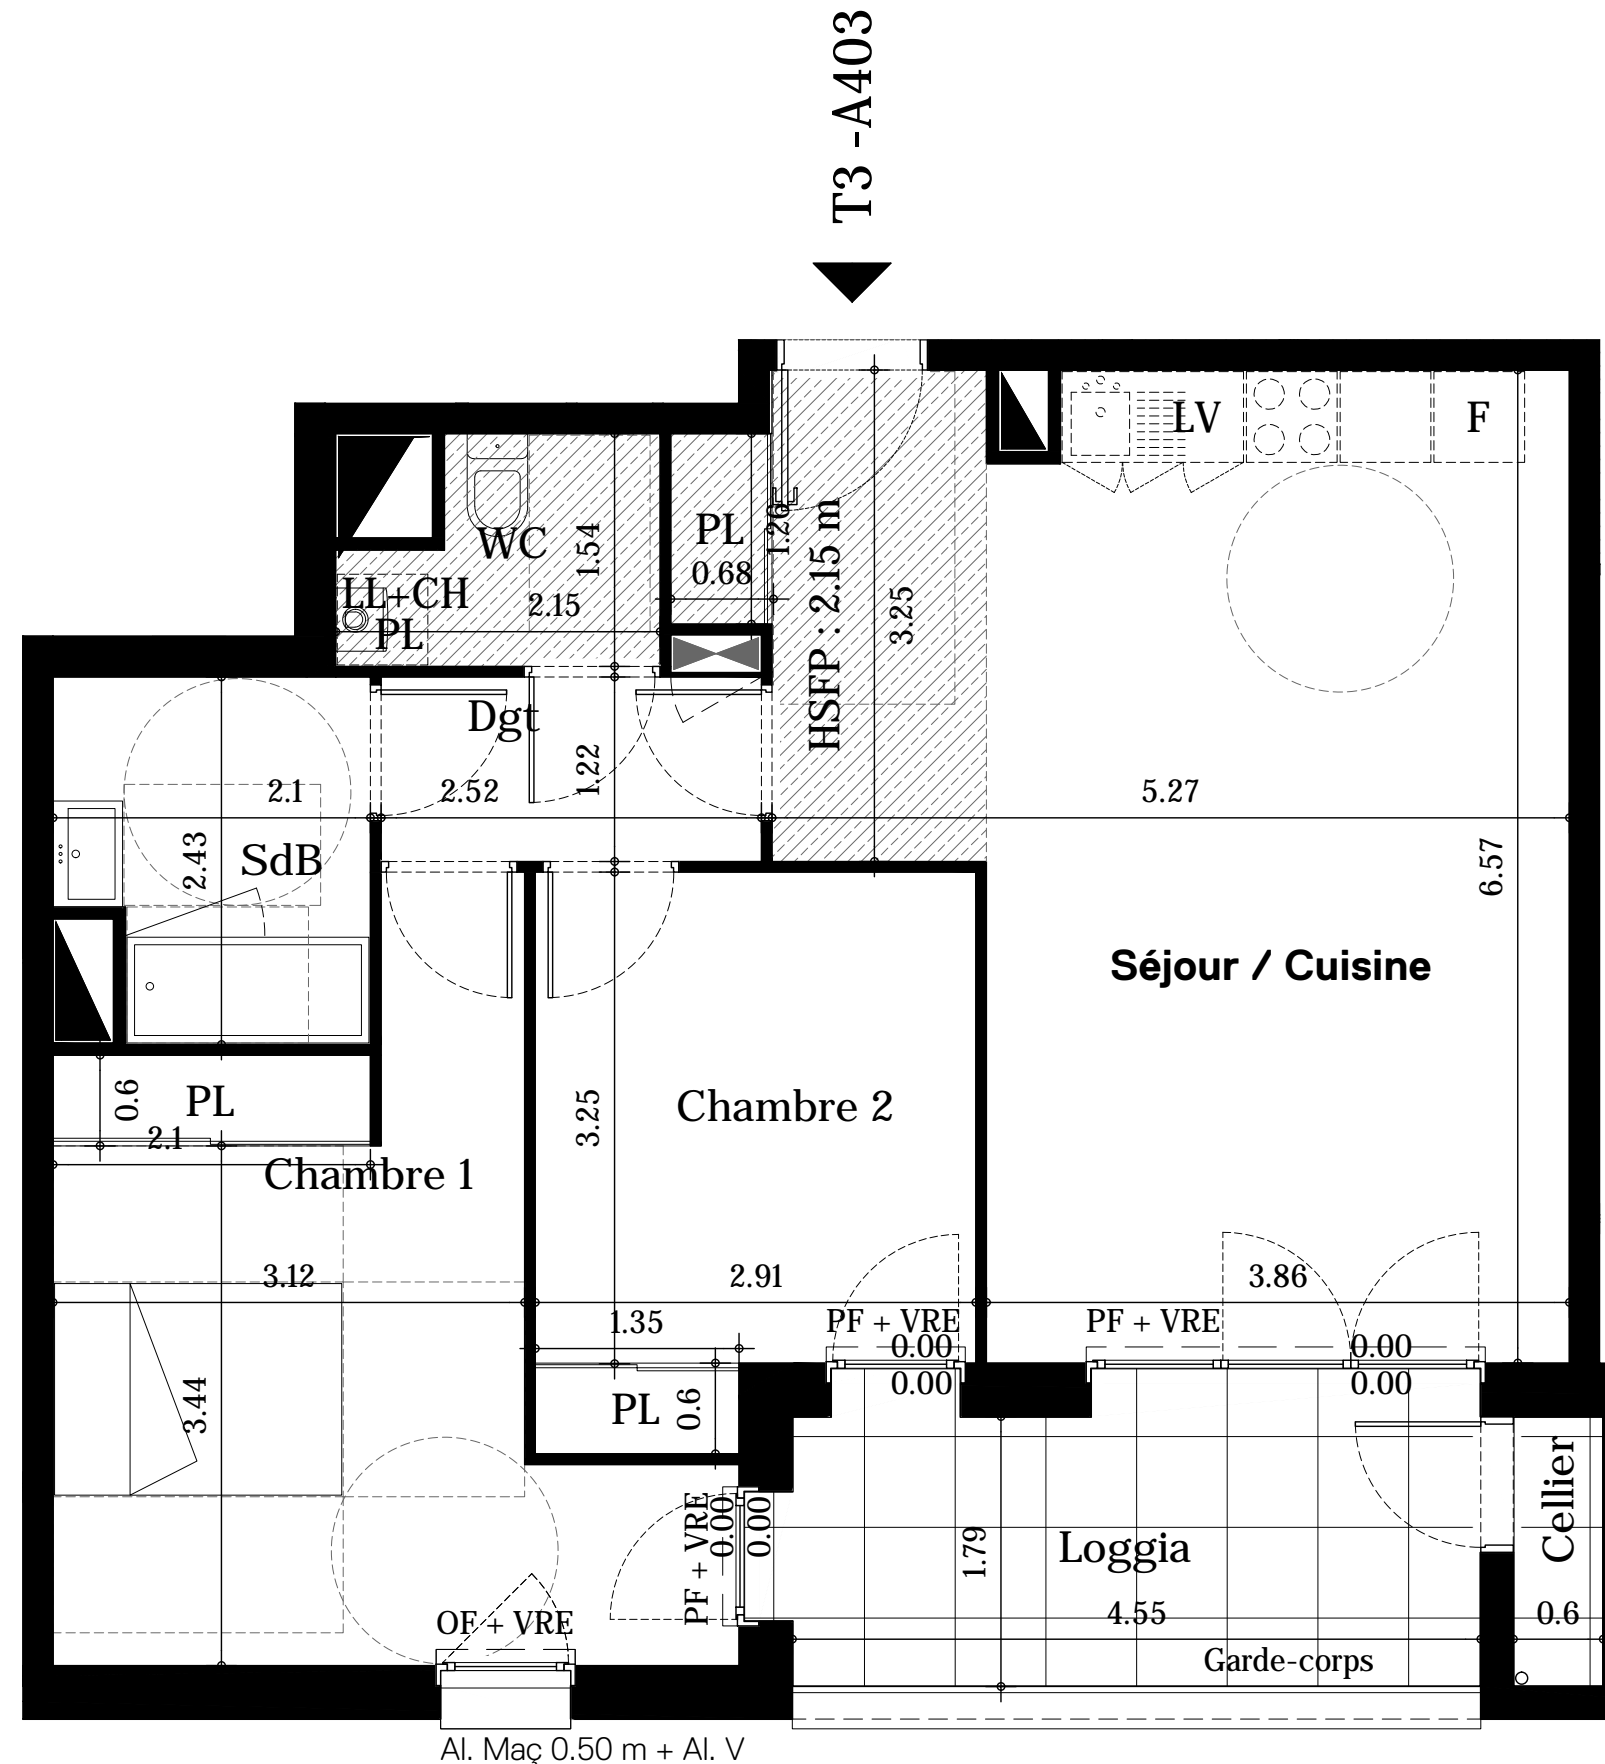 T3 -A403
LV
F
WC
1.54
PL
0.68
1.20
HSFP : 2.15 m
3.25
LL+CH
PL
2.15
Dgt
2.52
1.22
2.1
2.43
SdB
5.27
6.57
Séjour / Cuisine
PL
0.6
2.1
Chambre 1
3.25
Chambre 2
3.12
2.91
3.86
1.35
PF + VRE
0.00
0.00
PF + VRE
0.00
0.00
PL
0.6
3.44
PF + VRE
0.00
0.00
1.79
Loggia
4.55
Cellier
0.6
OF + VRE
Garde-corps
Al. Maç 0.50 m + Al. V